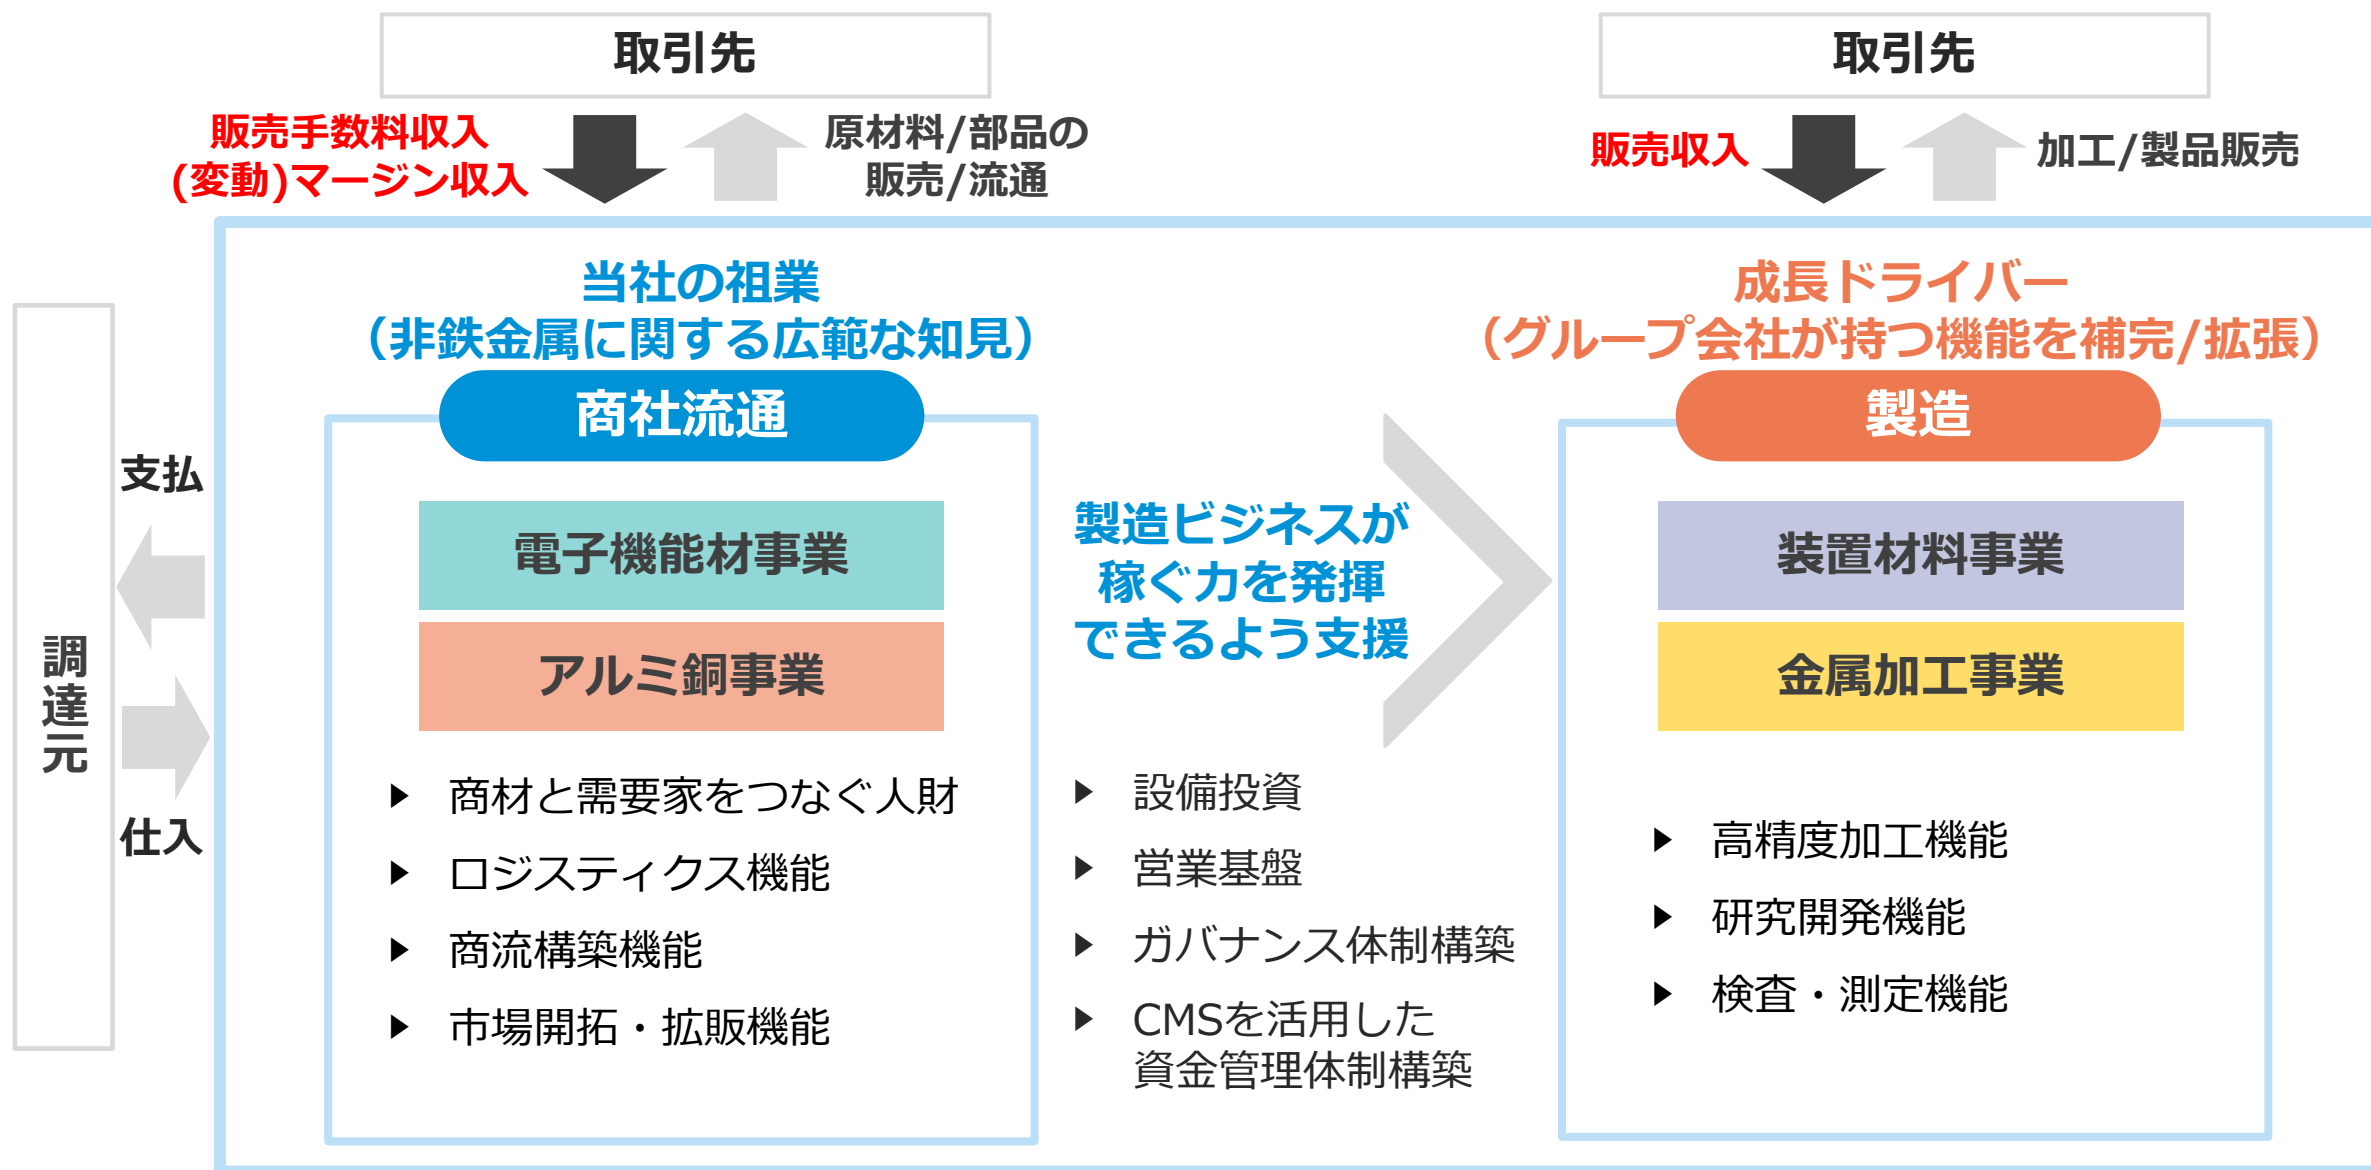 取引先
販売手数料収入
(変動)マージン収入
原材料/部品の
販売/流通
取引先
販売収入
加工/製品販売
調達元
支払
仕入
当社の祖業
（非鉄金属に関する広範な知見）
商社流通
電子機能材事業
アルミ銅事業
▶ 商材と需要家をつなぐ人財
▶ ロジスティクス機能
▶ 商流構築機能
▶ 市場開拓・拡販機能
製造ビジネスが
稼ぐ力を発揮
できるよう支援
▶ 設備投資
▶ 営業基盤
▶ ガバナンス体制構築
▶ CMSを活用した
資金管理体制構築
成長ドライバー
（グループ会社が持つ機能を補完/拡張）
製造
装置材料事業
金属加工事業
▶ 高精度加工機能
▶ 研究開発機能
▶ 検査・測定機能